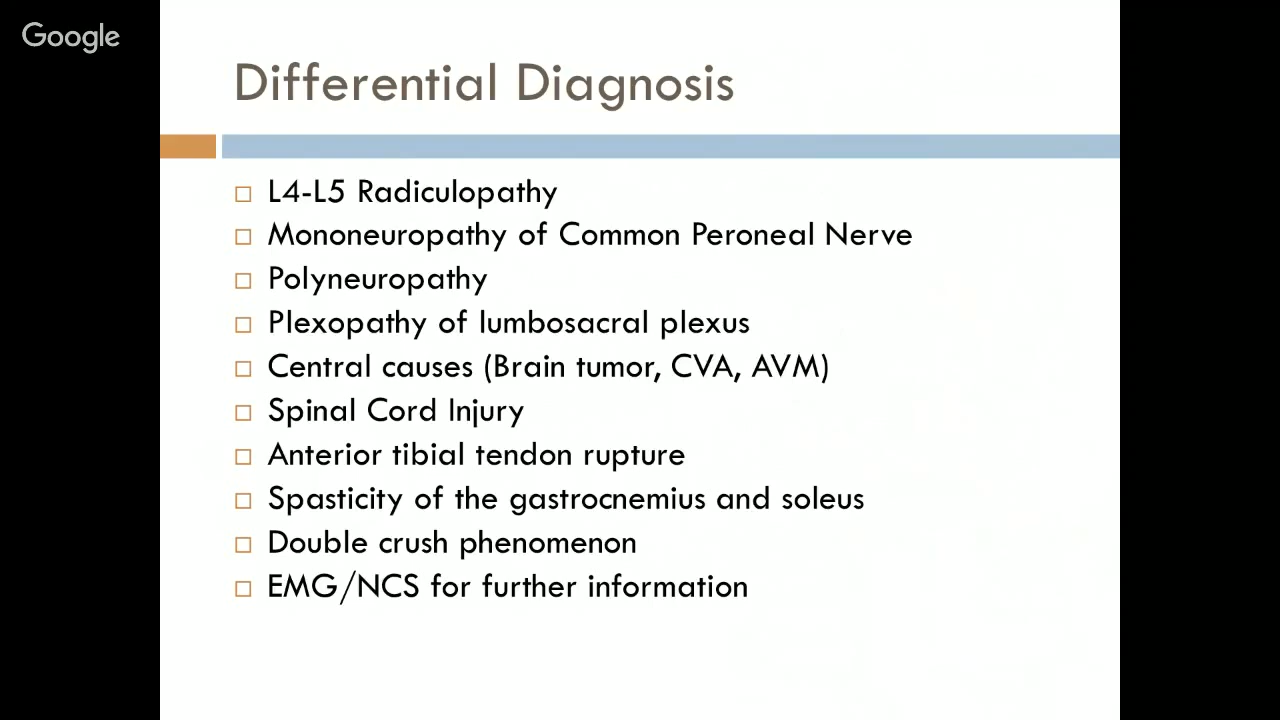 Google
Differential Diagnosis
L4-L5 Radiculopathy
Mononeuropathy of Common Peroneal Nerve
Polyneuropathy
Plexopathy of lumbosacral plexus
Central causes (Brain tumor, CVA, AVM)
Spinal Cord Injury
Anterior tibial tendon rupture
Spasticity of the gastrocnemius and soleus
Double crush phenomenon
EMG/NCS for further information